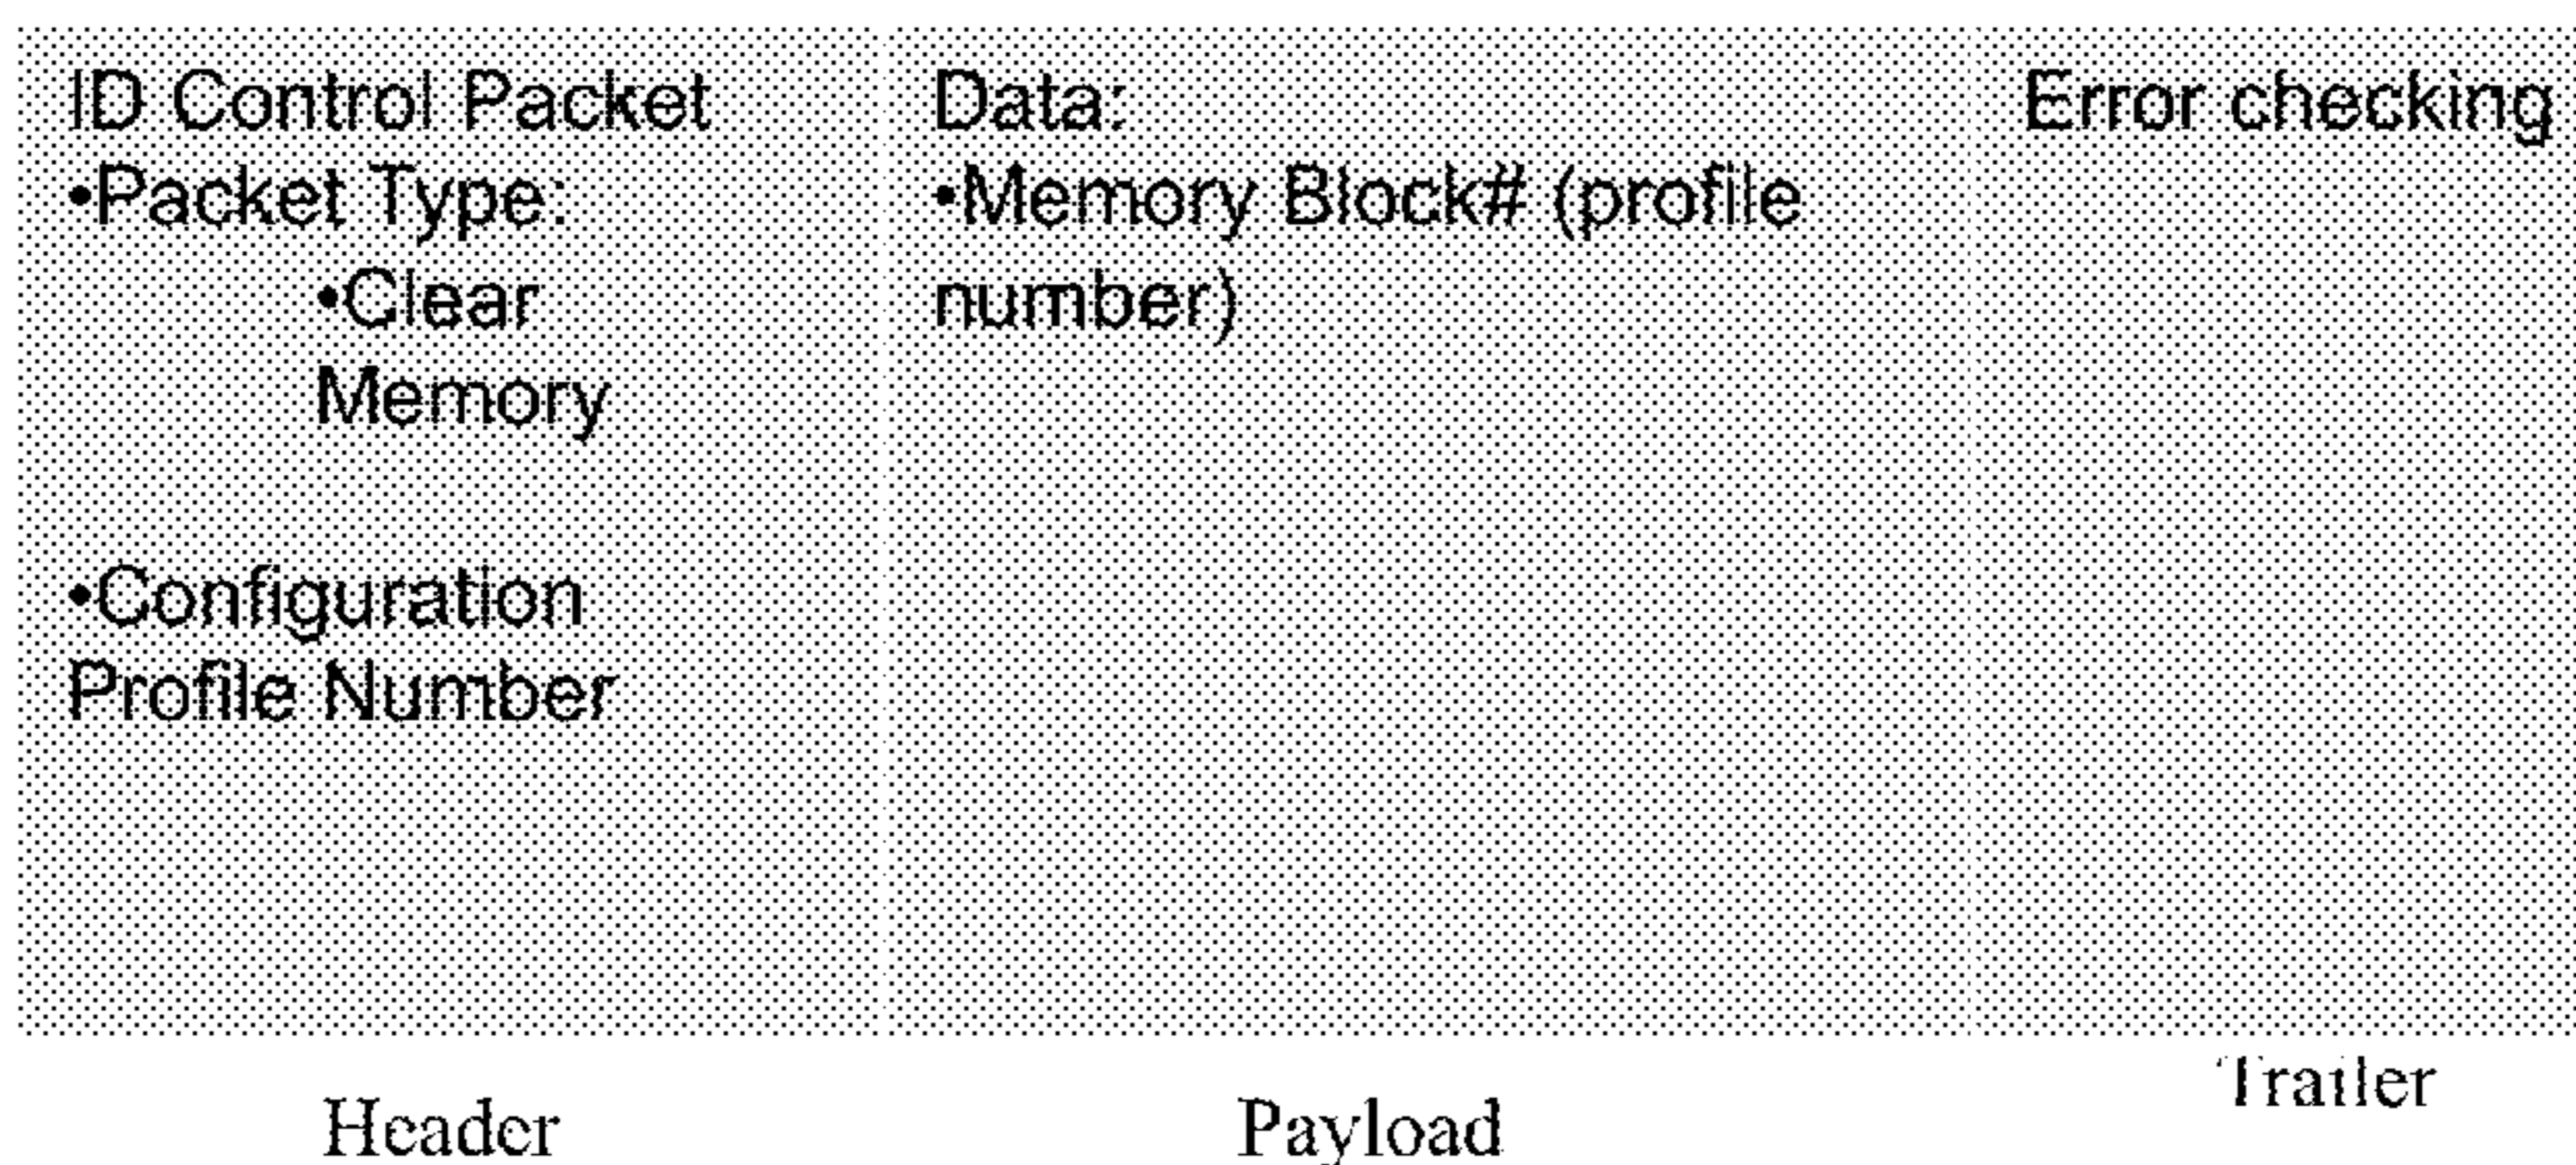 ID Control Packet
•Packet Type:
•Clear
Memory
•Configuration
Profile Number
Data:
•Memory Block# (profile
number)
Error checking
Header
Payload
Trailer